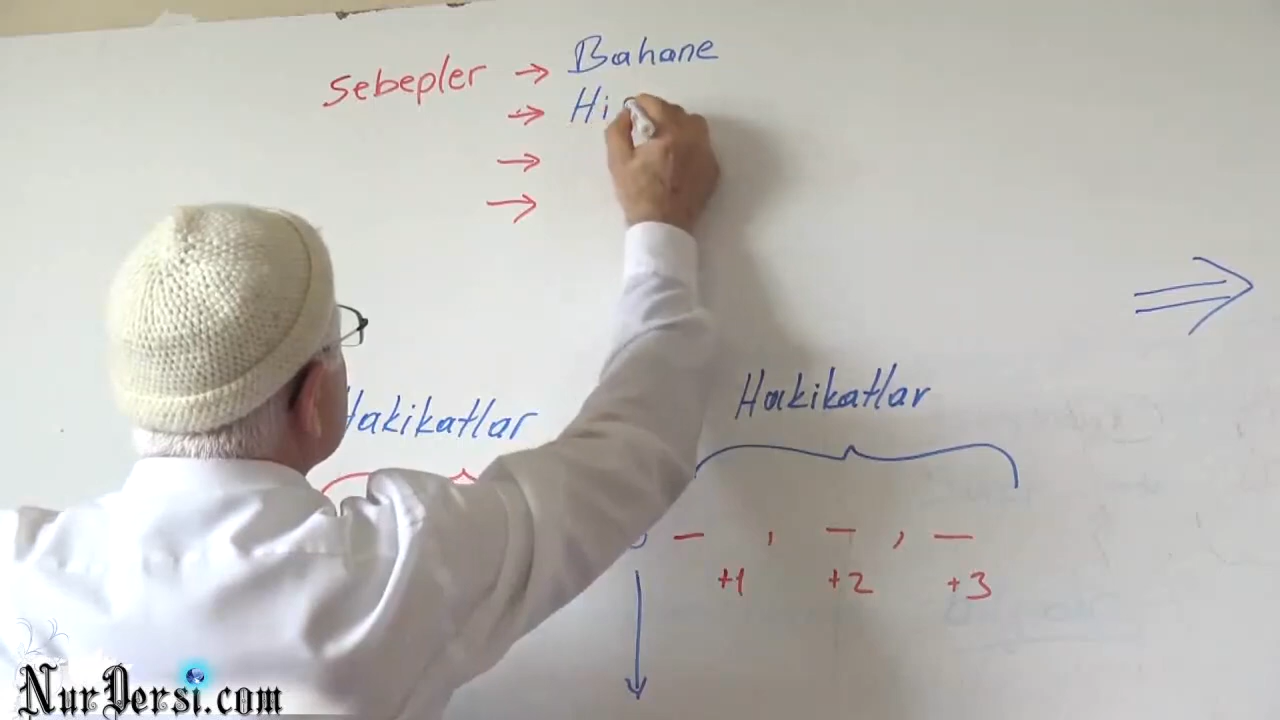 Sebepler → Bahane
→ Hi
→
→
Hakikatlar
Hakikatlar
— , — , —
+1 +2 +3
NurDersi.com